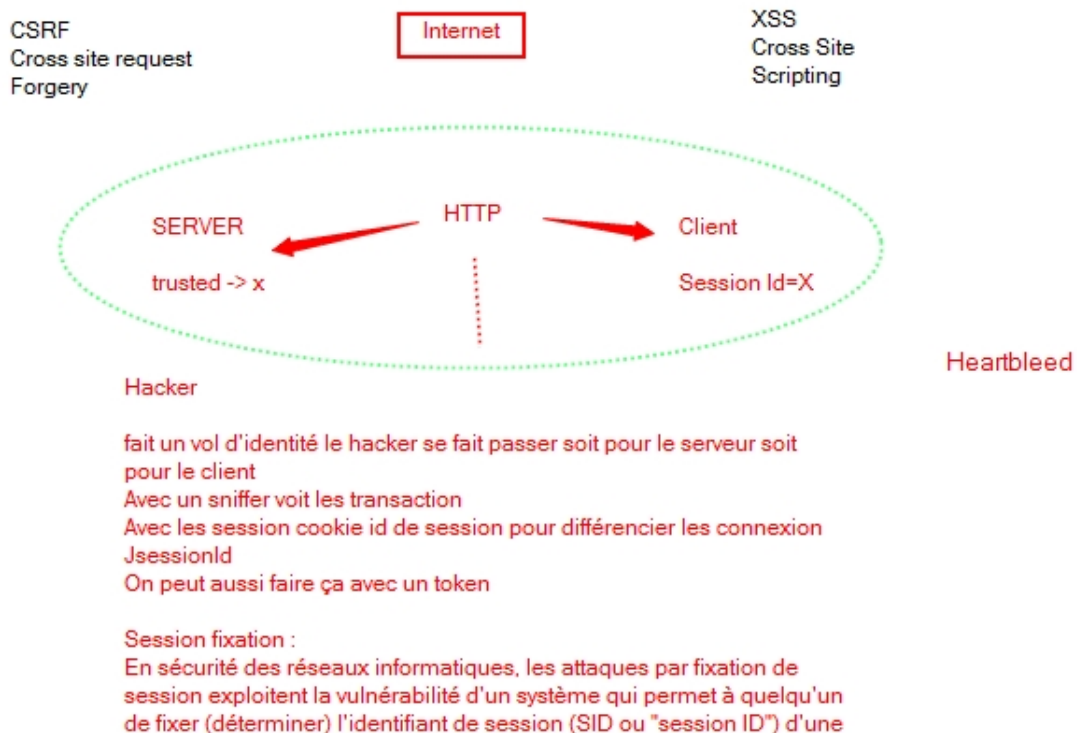 CSRF
Cross site request
Forgery
Internet
XSS
Cross Site
Scripting
SERVER
HTTP
Client
trusted -> x
Session Id=X
Heartbleed
Hacker
fait un vol d'identité le hacker se fait passer soit pour le serveur soit
pour le client
Avec un sniffer voit les transaction
Avec les session cookie id de session pour différencier les connexion
JsessionId
On peut aussi faire ça avec un token
Session fixation :
En sécurité des réseaux informatiques, les attaques par fixation de
session exploitent la vulnérabilité d'un système qui permet à quelqu'un
de fixer (déterminer) l'identifiant de session (SID ou "session ID") d'une